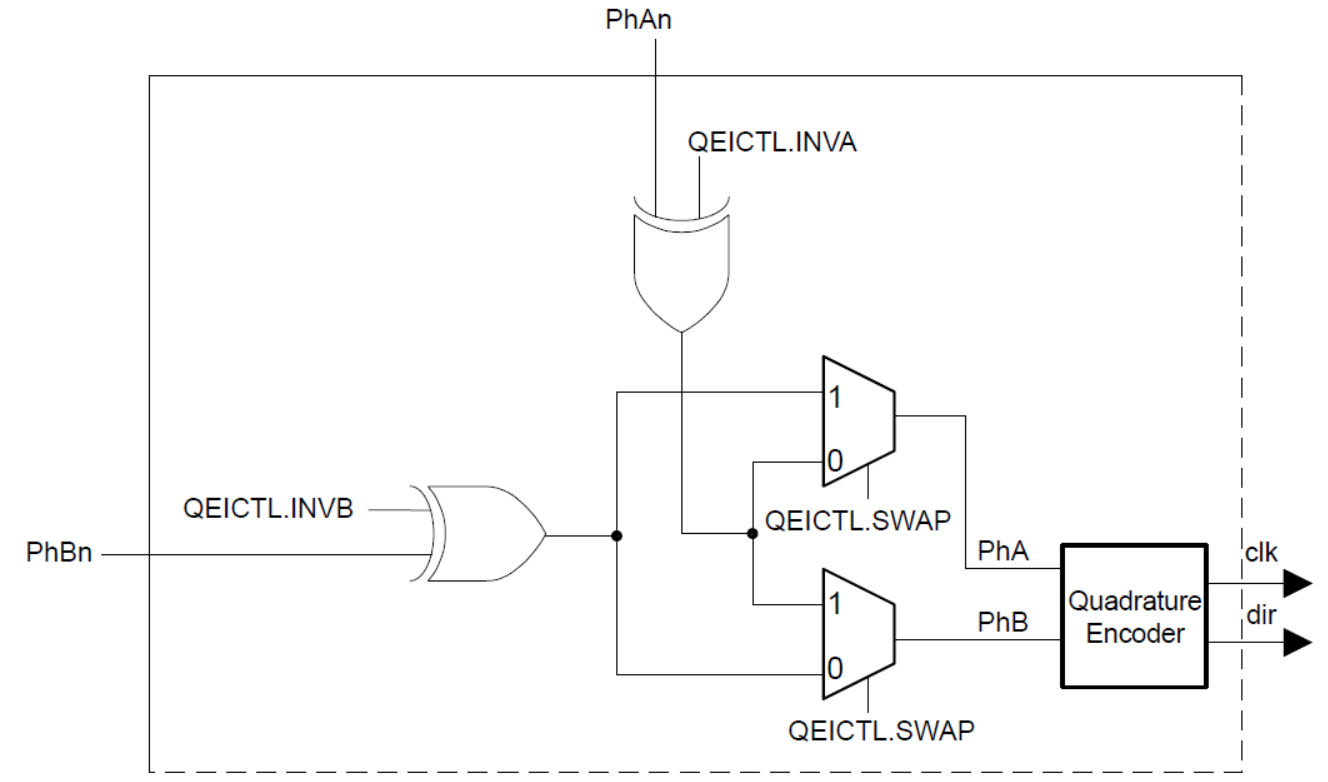 PhAn
QEICTL.INVA
1
0
QEICTL.INVB
QEICTL.SWAP
PhBn
PhA
clk
1
Quadrature
Encoder
PhB
dir
0
QEICTL.SWAP